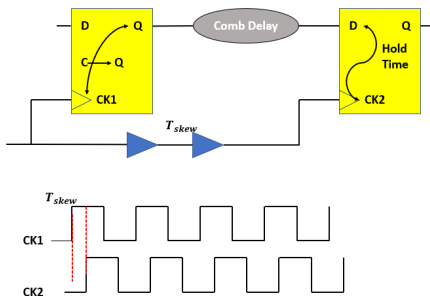 D Q Comb Delay D Q
C Q Hold
Time
CK1 CK2
T_skew
T_skew
CK1
CK2